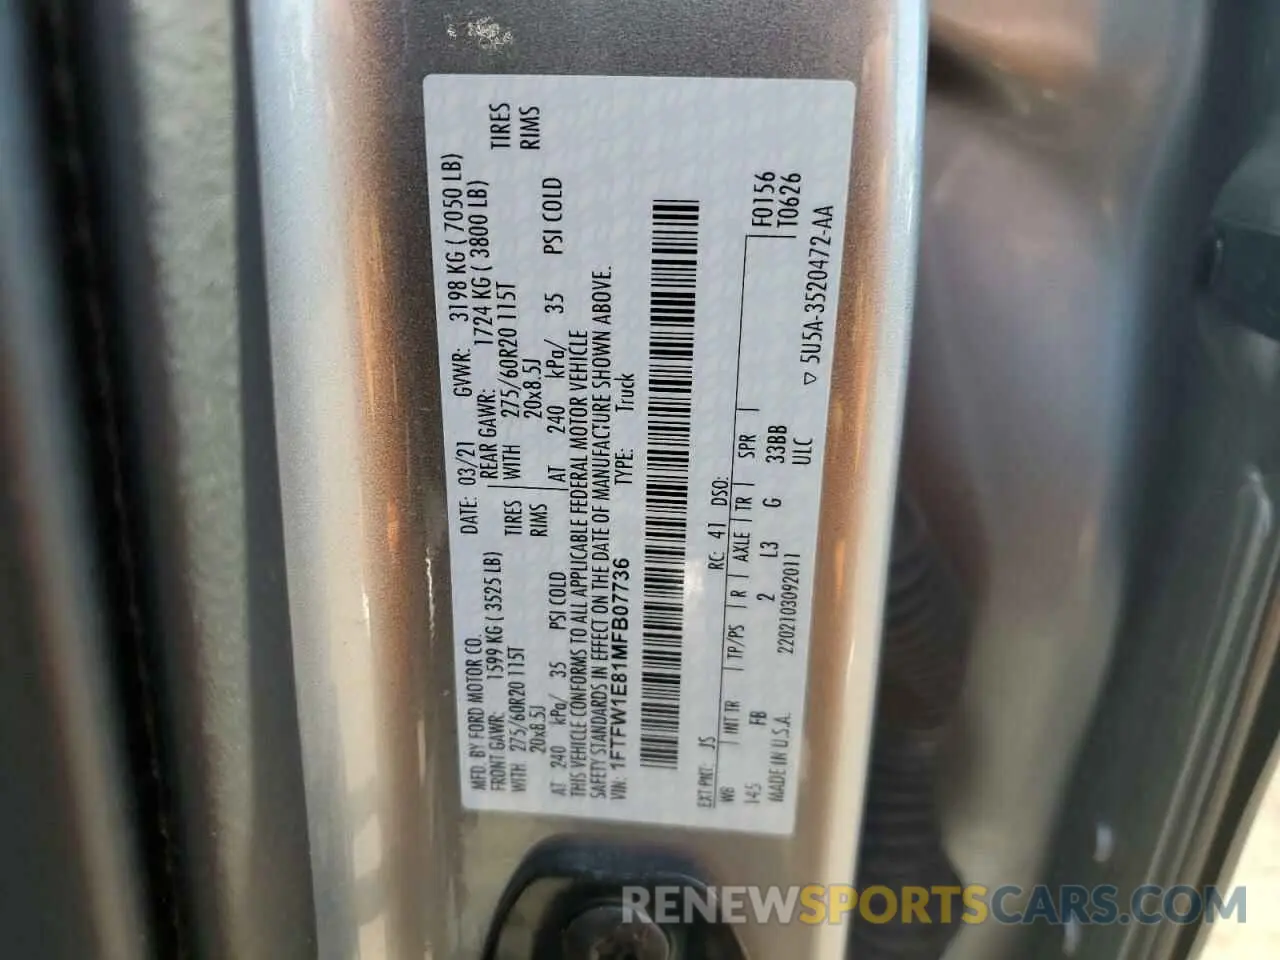 MFD. BY FORD MOTOR CO.
DATE: 03/21 GVWR: 3198 KG ( 7050 LB)
FRONT GAWR: 1599 KG ( 3525 LB) REAR GAWR: 1724 KG ( 3800 LB)
WITH 275/60R20 115T TIRES WITH 275/60R20 115T TIRES
20x8.5J RIMS 20x8.5J RIMS
AT 240 kPa/ 35 PSI COLD AT 240 kPa/ 35 PSI COLD
THIS VEHICLE CONFORMS TO ALL APPLICABLE FEDERAL MOTOR VEHICLE
SAFETY STANDARDS IN EFFECT ON THE DATE OF MANUFACTURE SHOWN ABOVE.
VIN: 1FTFW1E81MFB07736 TYPE: Truck
EXT PNT: JS RC: 41 DSO:
WB INT TR TP/PS R AXLE TR SPR F0156
145 FB 2 L3 G 33BB T0626
MADE IN U.S.A. 2202103092011 ULC
▽ 5U5A-3520472-AA
RENEWSPORTSCARS.COM